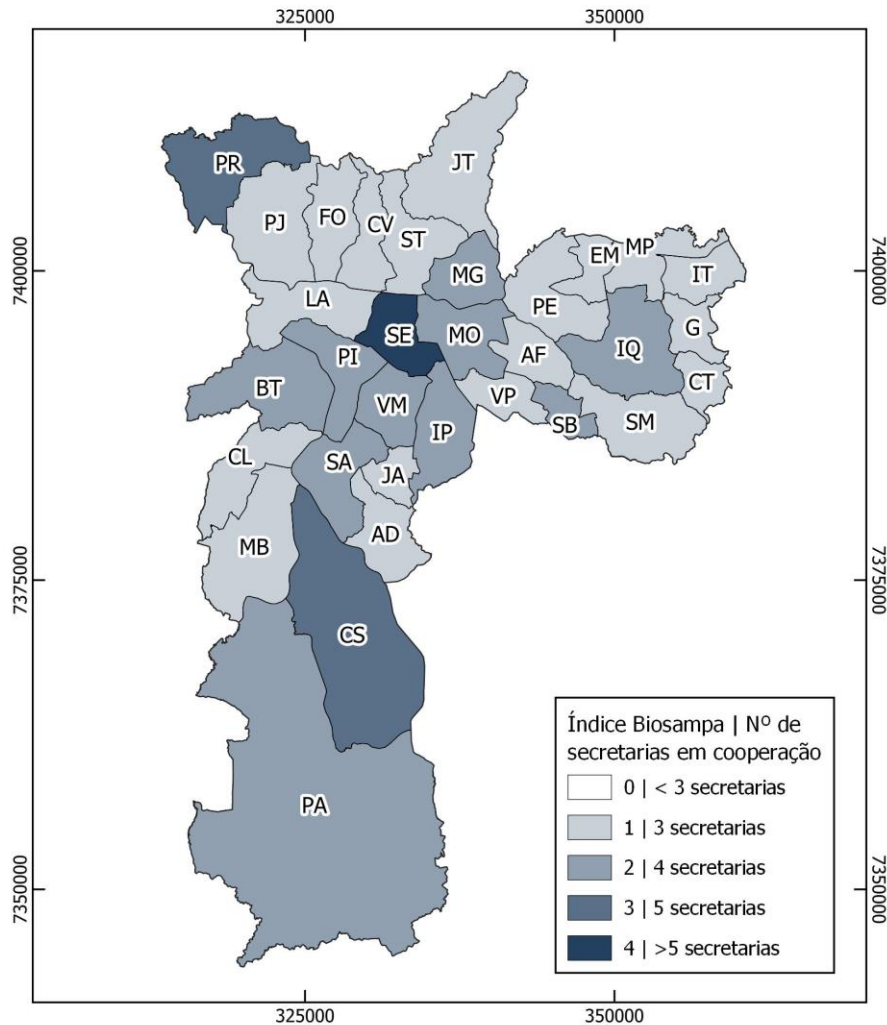 325000
350000
PR
JT
PJ
FO
CV
ST
7400000
7400000
MG
EM
MP
IT
LA
PE
SE
MO
G
PI
AF
IQ
BT
CT
VM
VP
IP
SB
SM
CL
SA
JA
MB
AD
7375000
7375000
CS
PA
Índice Biosampa | Nº de
secretarias em cooperação
0 | < 3 secretarias
1 | 3 secretarias
2 | 4 secretarias
3 | 5 secretarias
4 | >5 secretarias
7350000
7350000
325000
350000